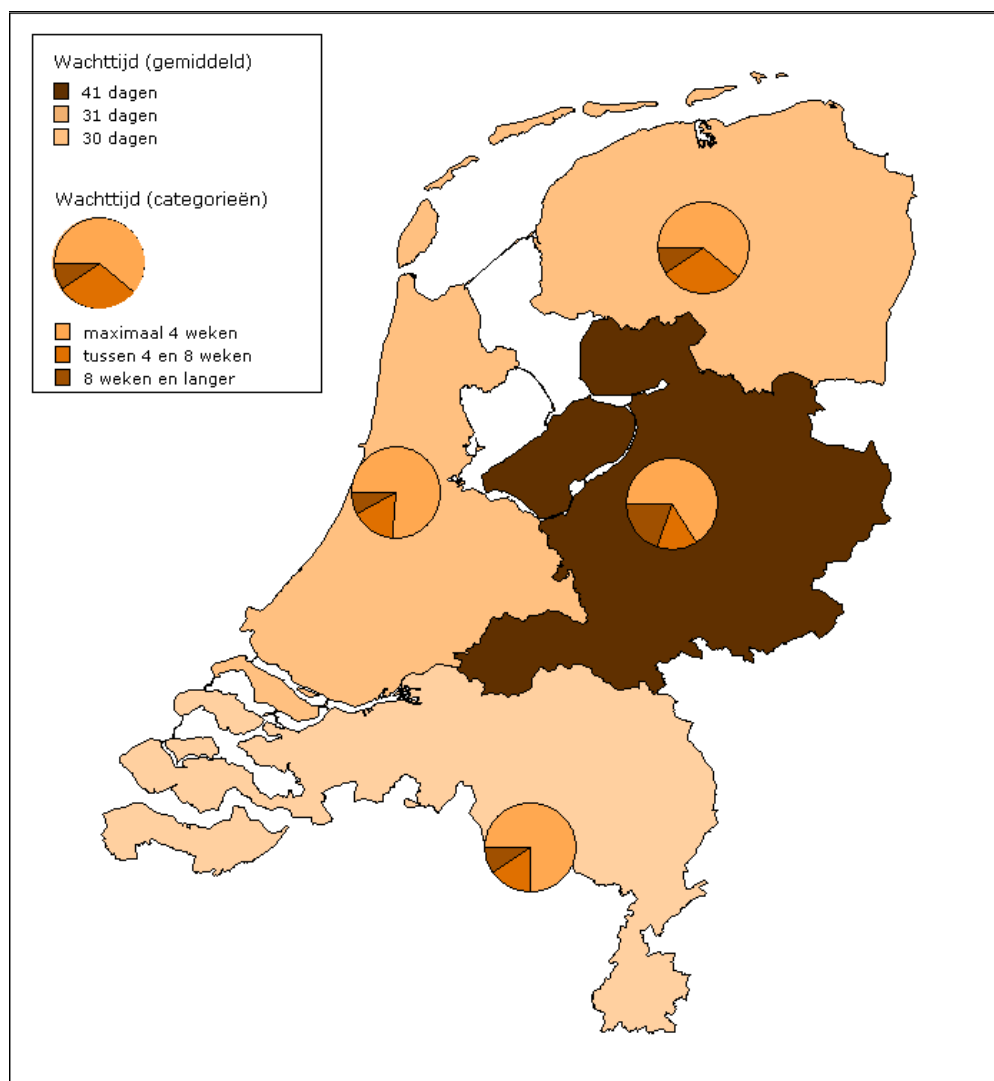 Wachttijd (gemiddeld)
41 dagen
31 dagen
30 dagen
Wachttijd (categorieën)
maximaal 4 weken
tussen 4 en 8 weken
8 weken en langer